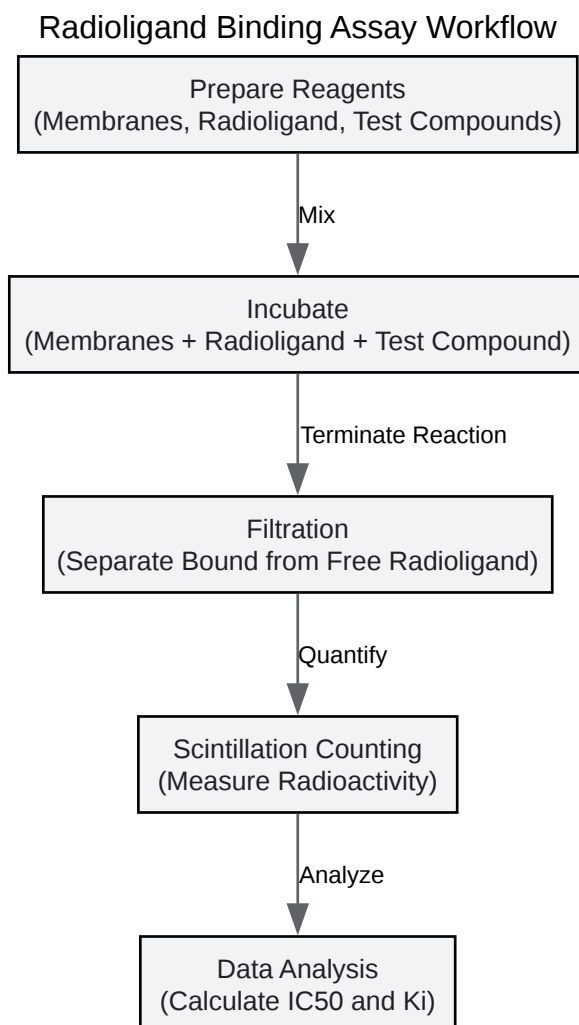 Radioligand Binding Assay Workflow
Prepare Reagents
(Membranes, Radioligand, Test Compounds)
Mix
Incubate
(Membranes + Radioligand + Test Compound)
Terminate Reaction
Filtration
(Separate Bound from Free Radioligand)
Quantify
Scintillation Counting
(Measure Radioactivity)
Analyze
Data Analysis
(Calculate IC50 and Ki)